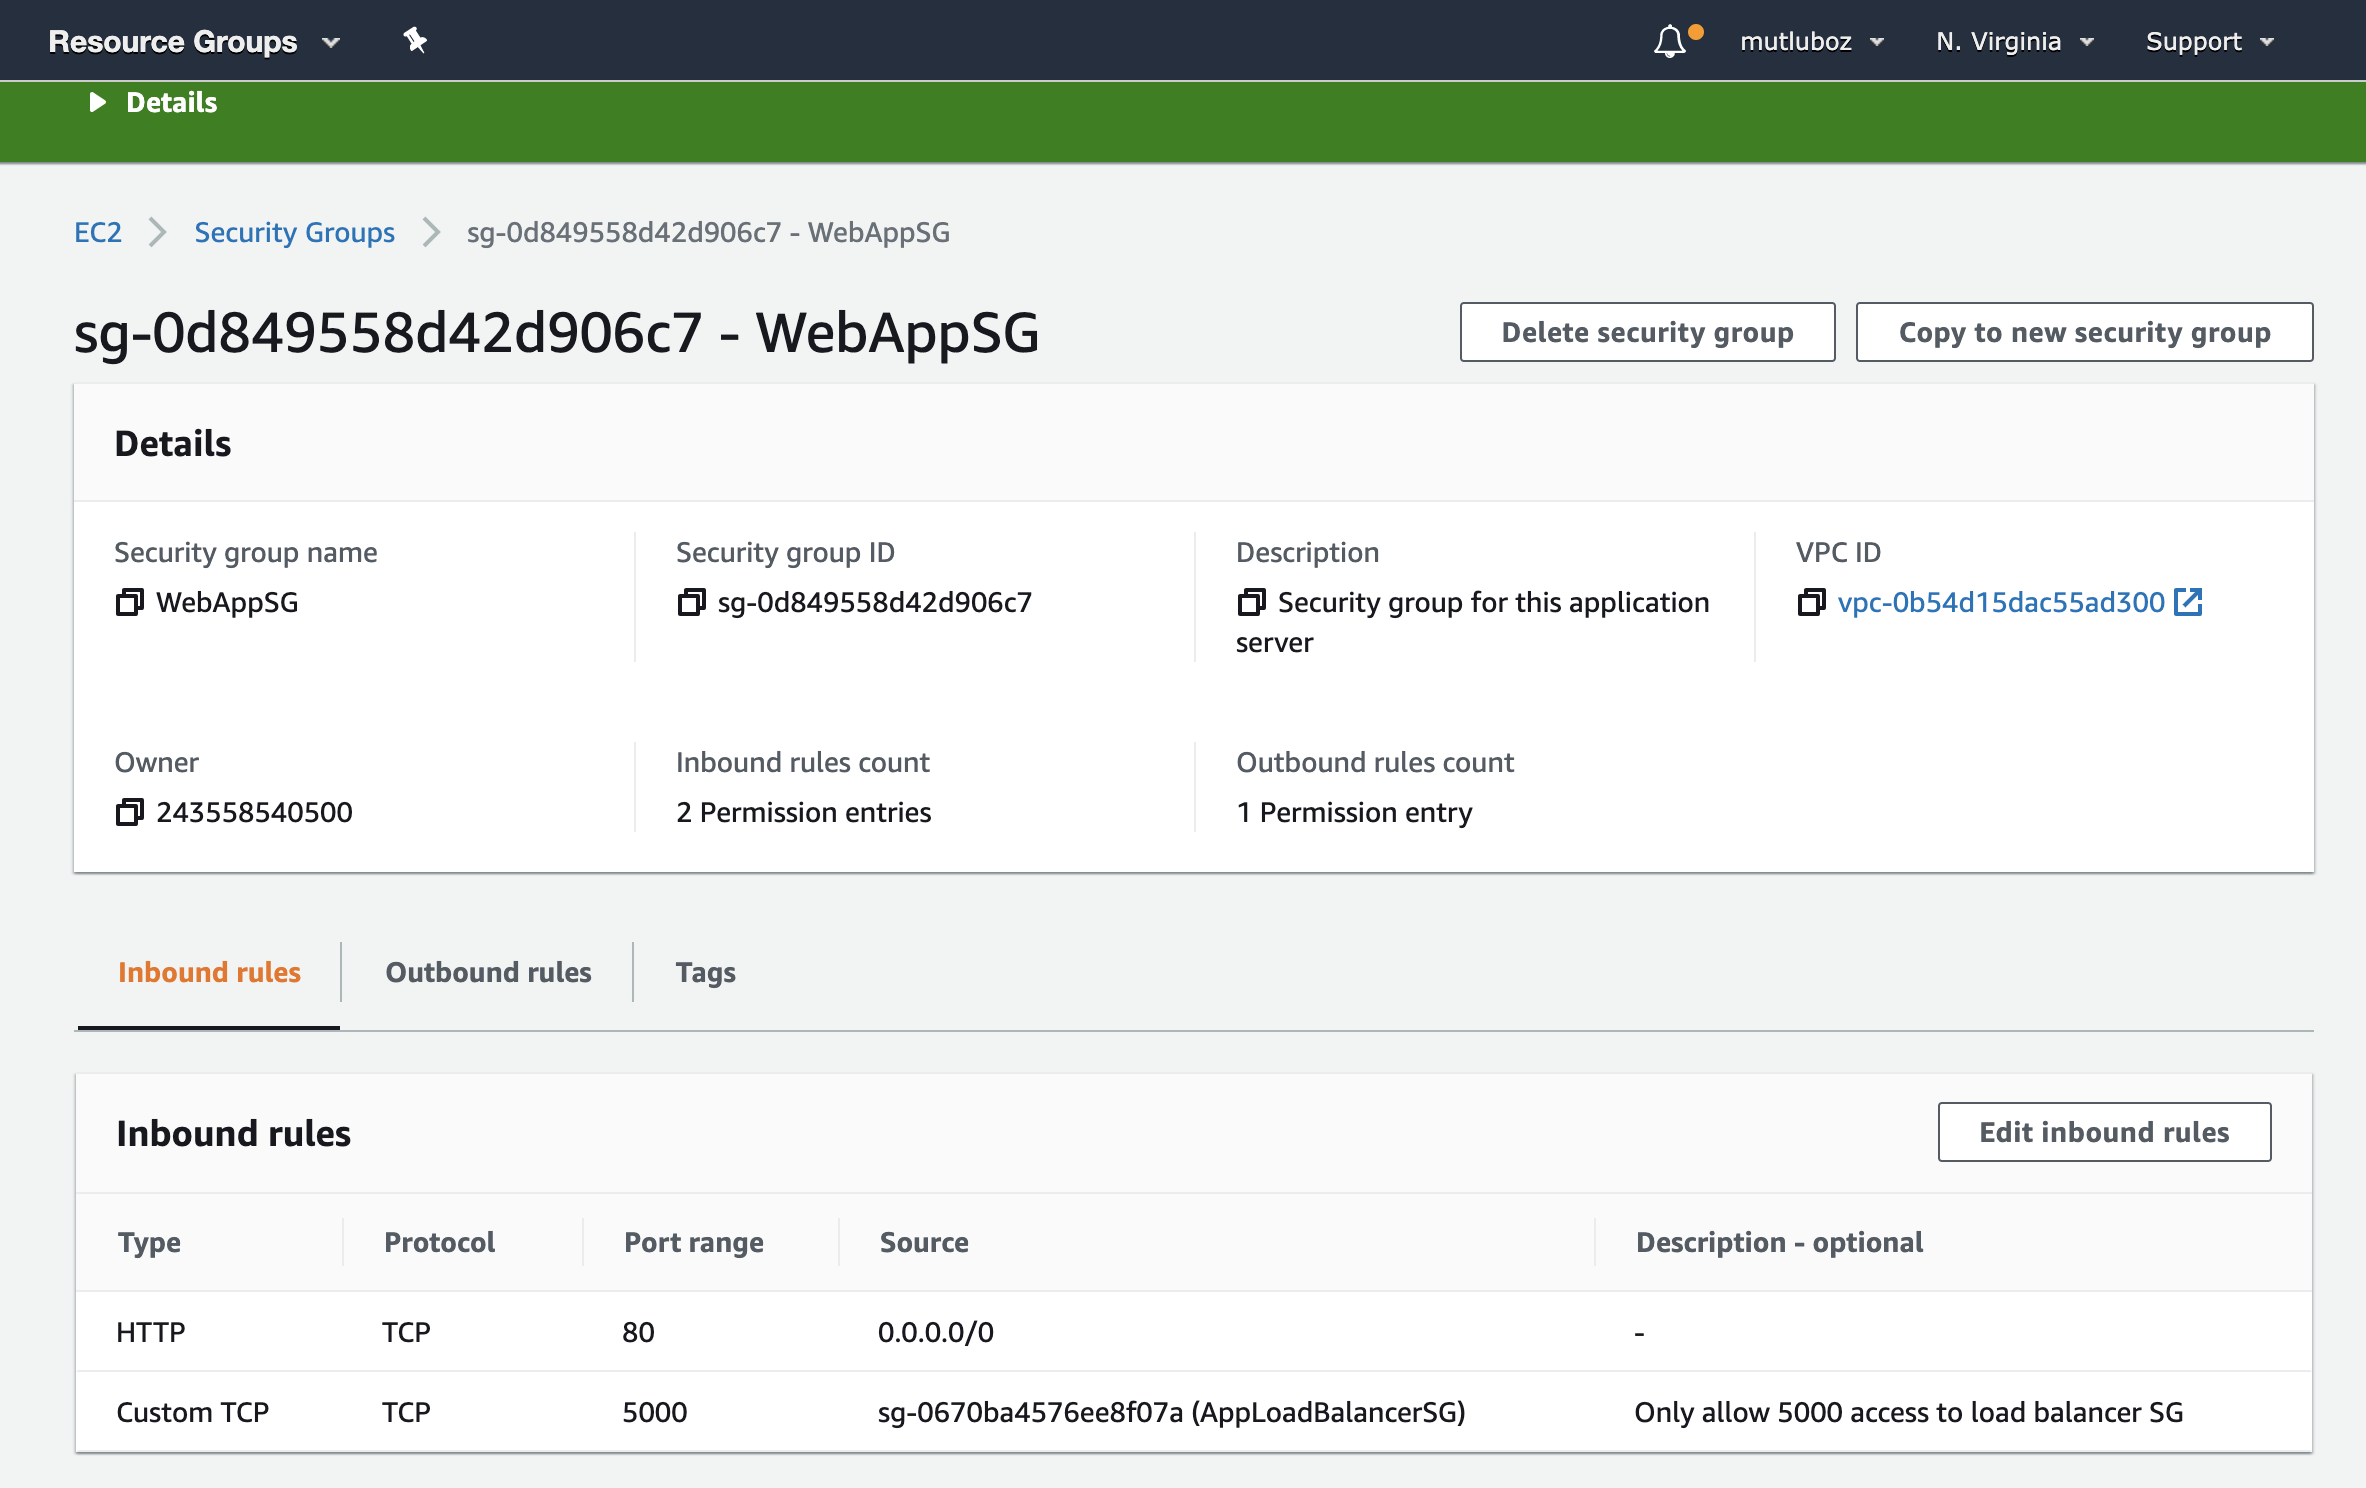 Resource Groups
mutluboz
N. Virginia
Support
Details
EC2
Security Groups
sg-0d849558d42d906c7 - WebAppSG
sg-0d849558d42d906c7 - WebAppSG
Delete security group
Copy to new security group
Details
Security group name
WebAppSG
Security group ID
sg-0d849558d42d906c7
Description
Security group for this application
server
VPC ID
vpc-0b54d15dac55ad300
Owner
243558540500
Inbound rules count
2 Permission entries
Outbound rules count
1 Permission entry
Inbound rules
Outbound rules
Tags
Inbound rules
Edit inbound rules
Type Protocol Port range Source Description - optional
HTTP TCP 80 0.0.0.0/0 -
Custom TCP TCP 5000 sg-0670ba4576ee8f07a (AppLoadBalancerSG) Only allow 5000 access to load balancer SG